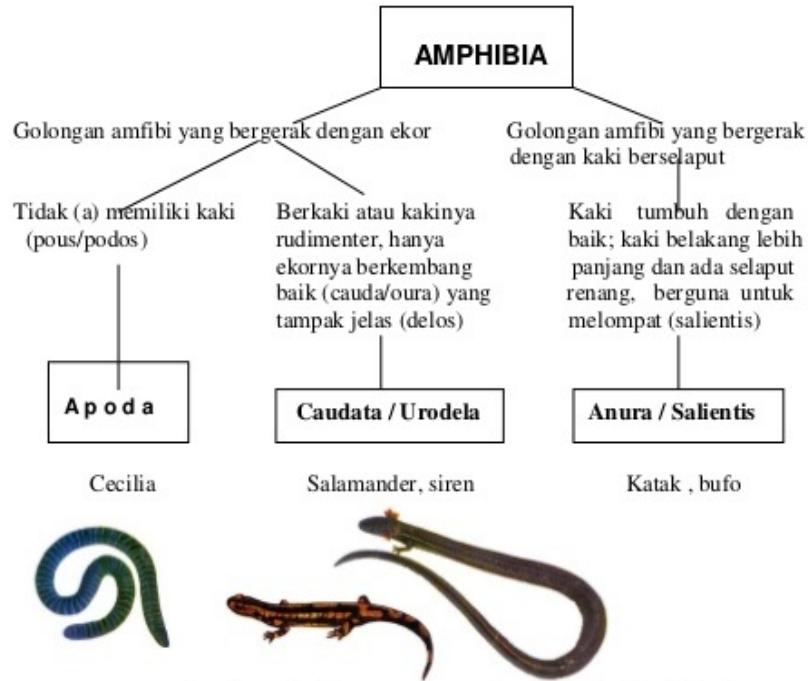 AMPHIBIA
Golongan amfibi yang bergerak dengan ekor
Golongan amfibi yang bergerak
dengan kaki berselaput
Tidak (a) memiliki kaki
(pous/podos)
Berkaki atau kakinya
rudimenter, hanya
ekornya berkembang
baik (cauda/oura) yang
tampak jelas (delos)
Kaki tumbuh dengan
baik; kaki belakang lebih
panjang dan ada selaput
renang, berguna untuk
melompat (salientis)
Apoda
Caudata / Urodela
Anura / Salientis
Cecilia
Salamander, siren
Katak , bufo